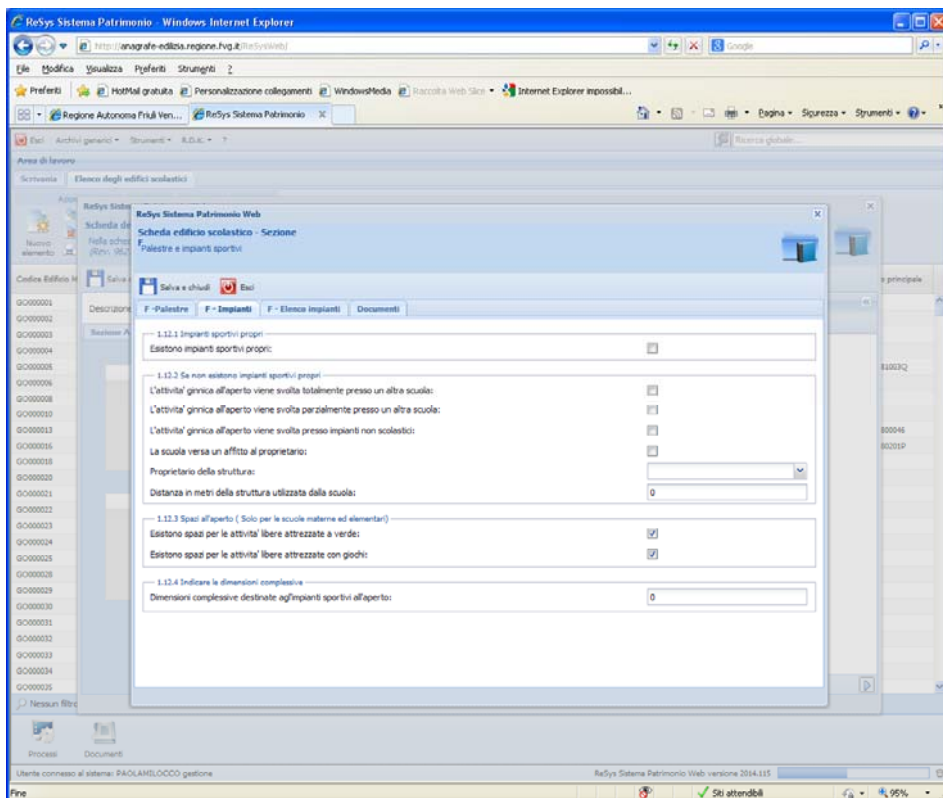 ReSys Sistema Patrimonio - Windows Internet Explorer
http://anagrafe-edilizia.regione.fvg.it/ReSysWeb/
Google
File Modifica Visualizza Preferiti Strumenti ?
Preferiti HotMail gratuita Personalizzazione collegamenti WindowsMedia Raccolta Web Slice Internet Explorer impossibil...
Regione Autonoma Friuli Ven... ReSys Sistema Patrimonio X
Pagina Sicurezza Strumenti
Esci Archivi generici Strumenti B.D.K. ?
Ricerca globale...
Area di lavoro
Scrivania Elenco degli edifici scolastici
Nuovo elemento
Codice Edificio
e principale
Salva
Descrizione
Sezione A
ReSys Sistema Patrimonio Web
Scheda edificio scolastico - Sezione
F
Palestre e impianti sportivi
Salva e chiudi Esci
F -Palestre F - Impianti F - Elenco impianti Documenti
1.12.1 Impianti sportivi propri
Esistono impianti sportivi propri:
1.12.2 Se non esistono impianti sportivi propri
L'attivita' ginnica all'aperto viene svolta totalmente presso un altra scuola:
L'attivita' ginnica all'aperto viene svolta parzialmente presso un altra scuola:
L'attivita' ginnica all'aperto viene svolta presso impianti non scolastici:
La scuola versa un affitto al proprietario:
Proprietario della struttura:
Distanza in metri della struttura utilizzata dalla scuola: 0
1.12.3 Spazi all'aperto ( Solo per le scuole materne ed elementari)
Esistono spazi per le attivita' libere attrezzate a verde:
Esistono spazi per le attivita' libere attrezzate con giochi:
1.12.4 Indicare le dimensioni complessive
Dimensioni complessive destinate agl'impianti sportivi all'aperto: 0
GO000001
GO000002
GO000003
GO000004
GO000005
GO000006
GO000008
GO000010
GO000013
GO000016
GO000018
GO000020
GO000021
GO000022
GO000023
GO000024
GO000025
GO000028
GO000029
GO000030
GO000031
GO000032
GO000033
GO000034
GO000035
81003Q
800046
80201P
Nessun filtro
Processi Documenti
Utente connesso al sistema: PAOLAMILOCCO gestione
ReSys Sistema Patrimonio Web versione 2014.115
Fine
Siti attendibili
95%